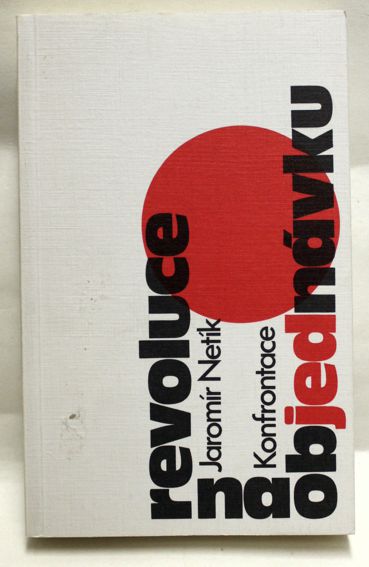 revoluce
Jaromír Netík
na
Konfrontace
objednávku